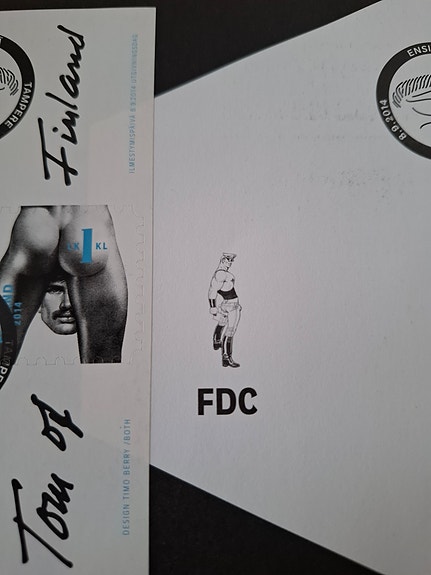 TAMPERE
Tom of Finland
ILMESTYMISPÄIVÄ 8.9.2014 UTGIVNINGSDAG
DESIGN TIMO BERRY /BOTH
1
KL
2014
ENSI
8.9.2014
FDC